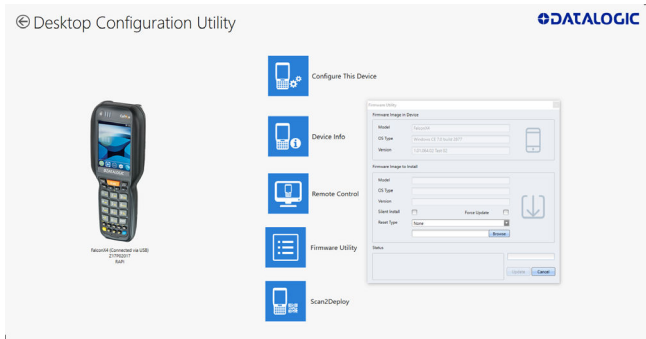 Desktop Configuration Utility
DATALOGIC
Configure This Device
Device Info
Remote Control
Firmware Utility
Scan2Deploy
FalconX4 (Connected via USB)
RAPI
Firmware Utility
Firmware Image in Device
Model
FalconX4
OS Type
Version
Firmware Image to Install
Model
OS Type
Version
Silent Install
Force Update
Reset Type
None
Browse
Status
Update
Cancel